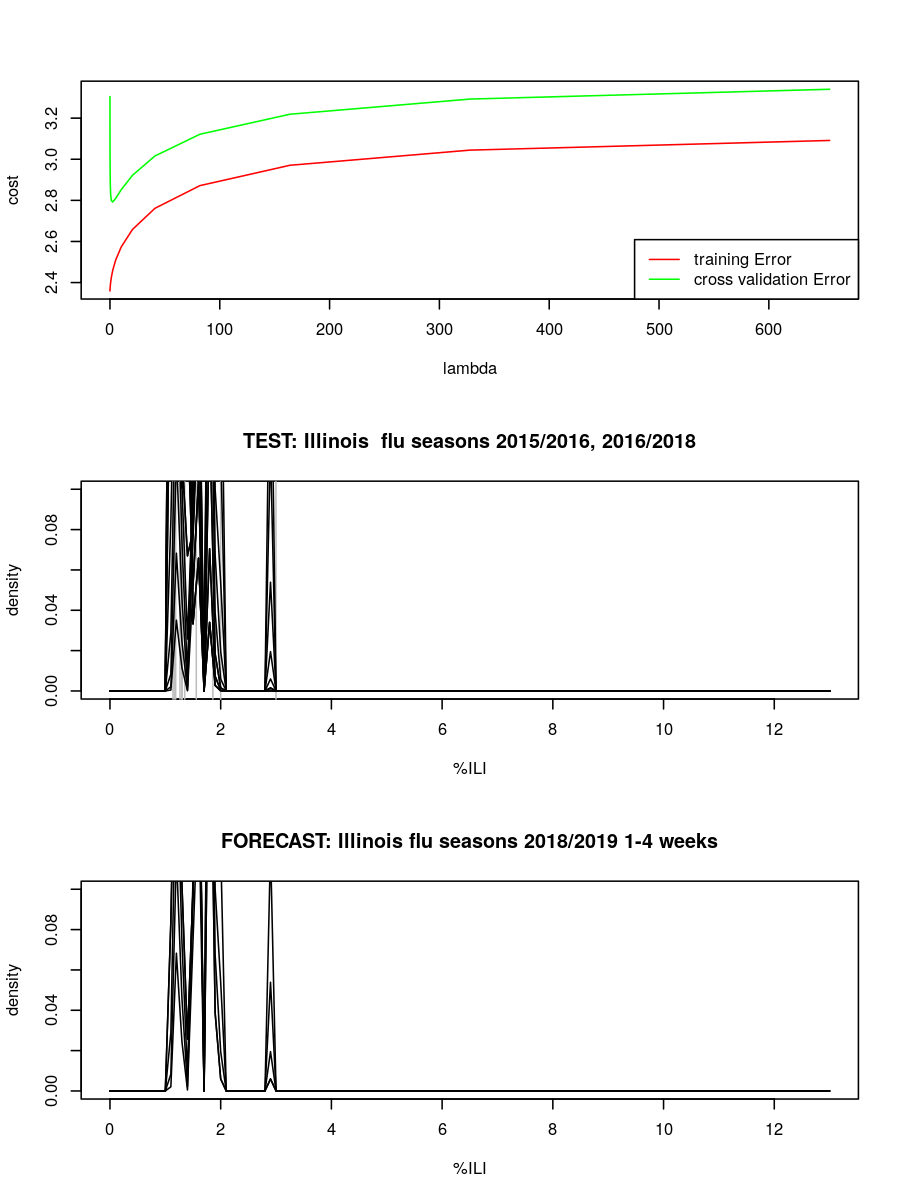 cost
2.4 2.6 2.8 3.0 3.2
training Error
cross validation Error
0 100 200 300 400 500 600
lambda
TEST: Illinois  flu seasons 2015/2016, 2016/2018
density
0.00 0.04 0.08
0 2 4 6 8 10 12
%ILI
FORECAST: Illinois flu seasons 2018/2019 1-4 weeks
density
0.00 0.04 0.08
0 2 4 6 8 10 12
%ILI